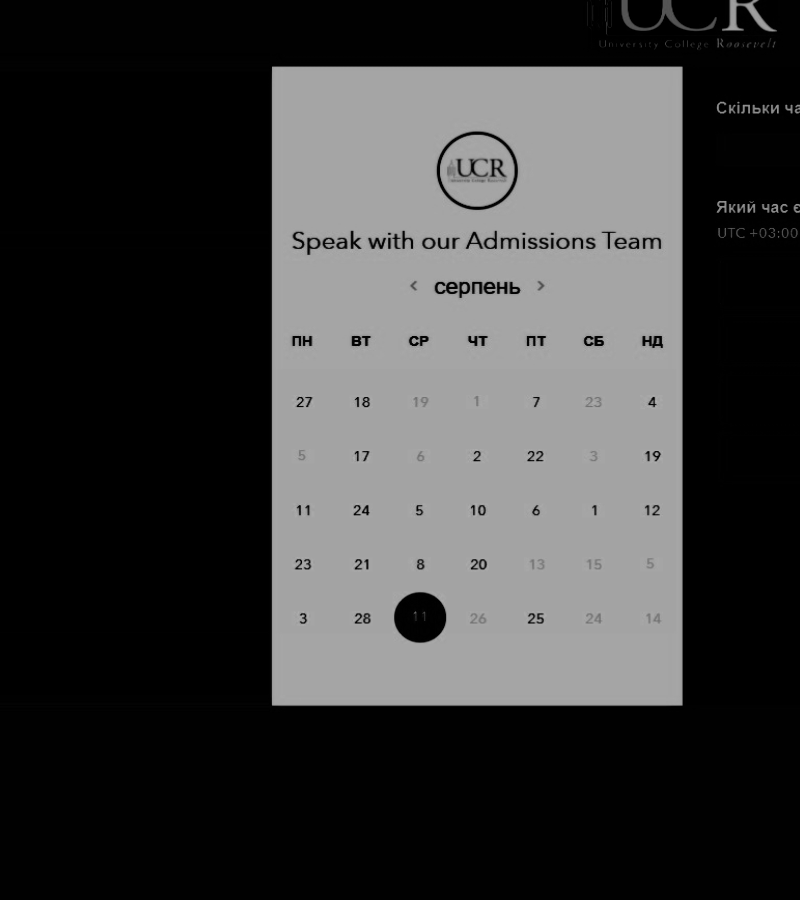 UCR
University College Roosevelt
Скільки ча
UCR
Speak with our Admissions Team
Який час є
UTC +03:00
< серпень >
ПН ВТ СР ЧТ ПТ СБ НД
27 18 19 1 7 23 4
5 17 6 2 22 3 19
11 24 5 10 6 1 12
23 21 8 20 13 15 5
3 28 11 26 25 24 14